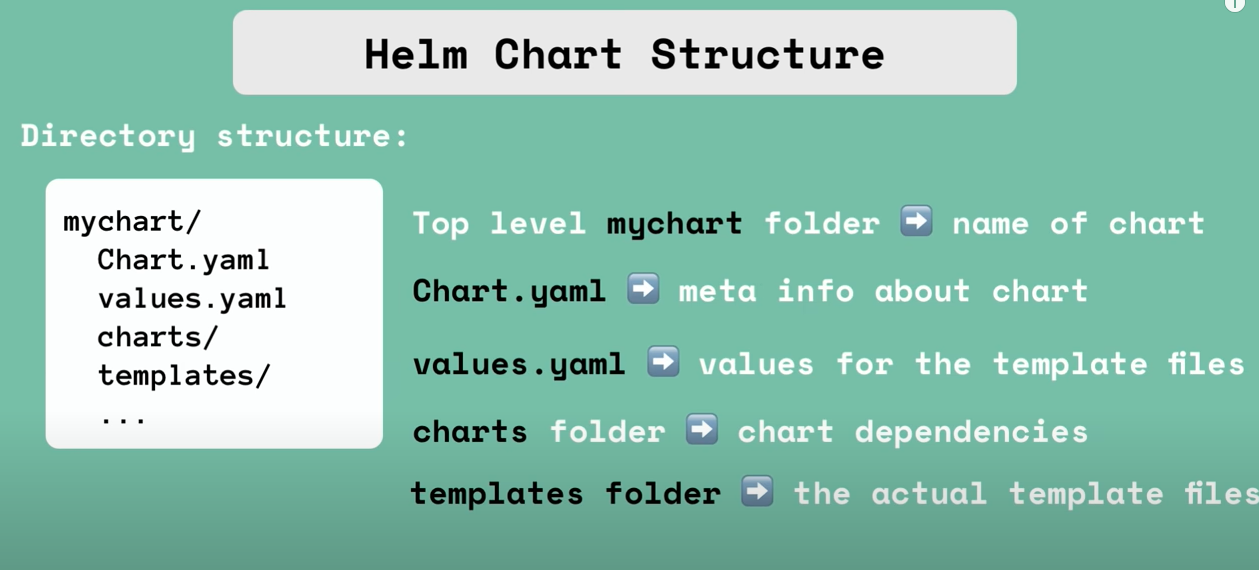 Helm Chart Structure
Directory structure:
mychart/
Chart.yaml
values.yaml
charts/
templates/
...
Top level mychart folder ➡ name of chart
Chart.yaml ➡ meta info about chart
values.yaml ➡ values for the template files
charts folder ➡ chart dependencies
templates folder ➡ the actual template files